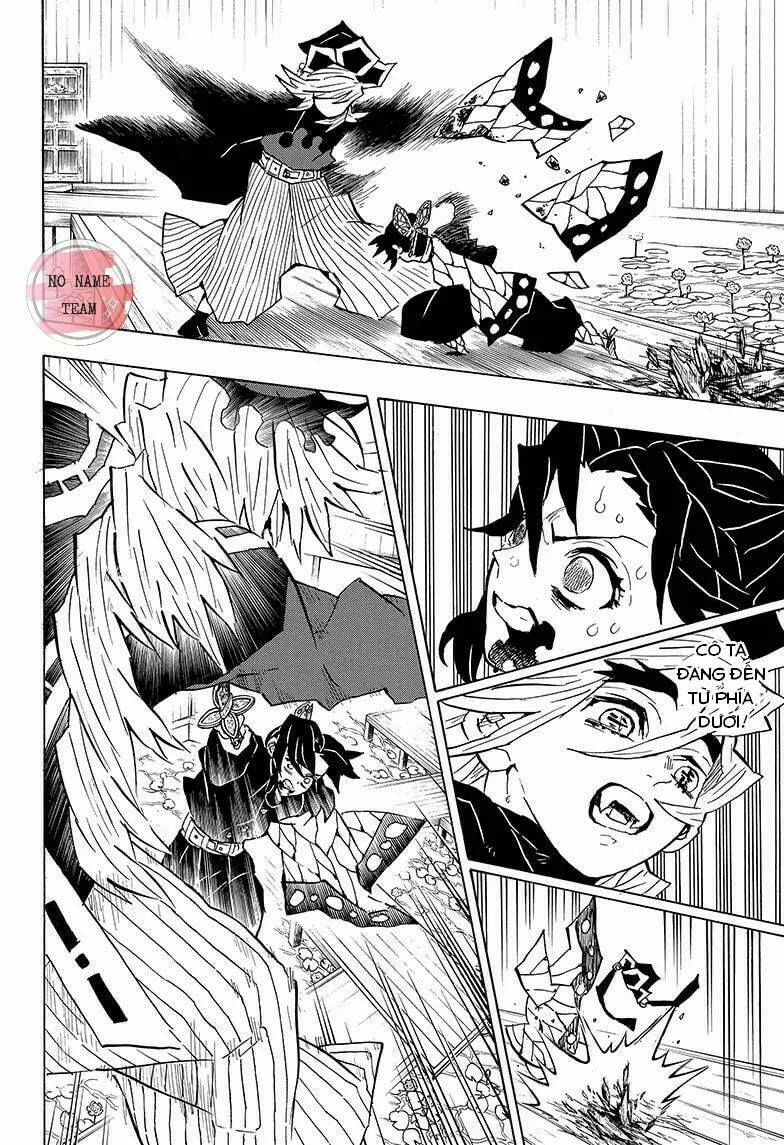 NO NAME
TEAM
CÔ TA
ĐANG ĐẾN
TỪ PHÍA
DƯỚI!